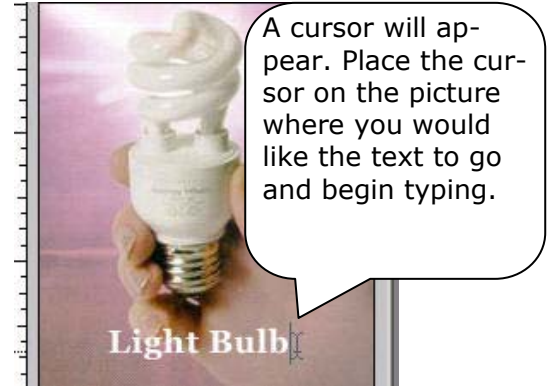 A cursor will ap-
pear. Place the cur-
sor on the picture
where you would
like the text to go
and begin typing.
Light Bulb